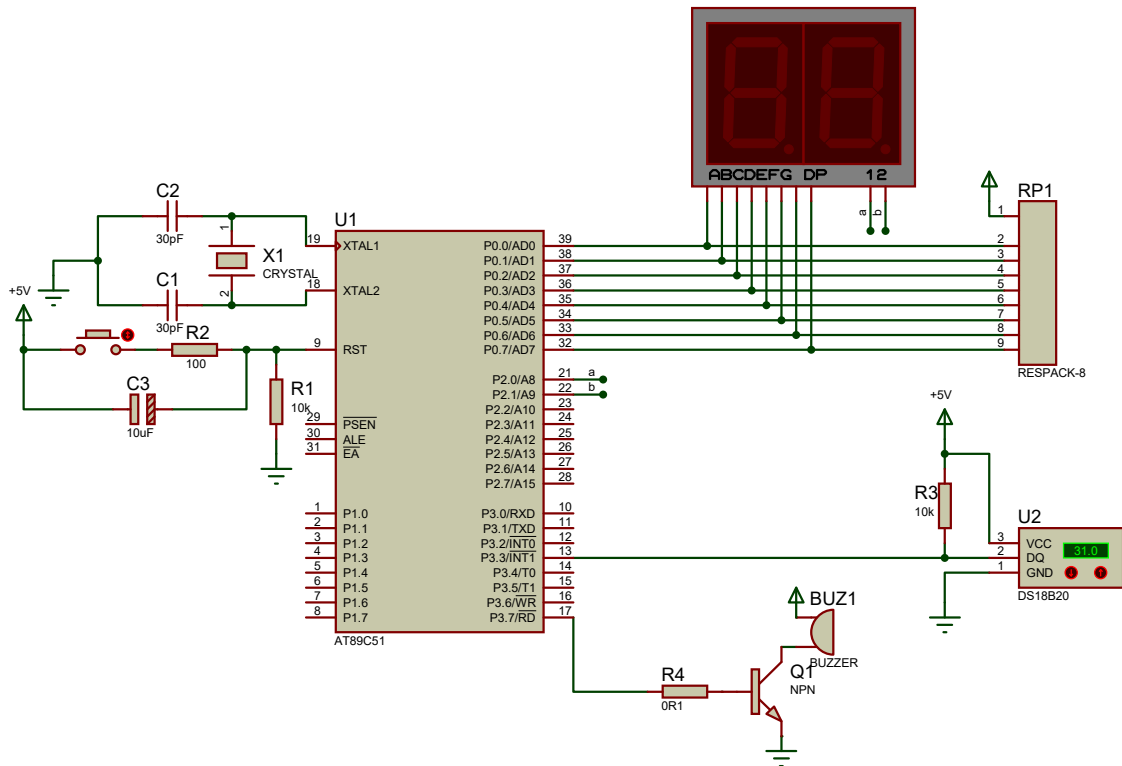 ABCDEFG DP 12
a
b
C2
30pF
1
X1
CRYSTAL
2
C1
30pF
+5V
R2
100
C3
10uF
R1
10k
U1
19 XTAL1
18 XTAL2
9 RST
29 PSEN
30 ALE
31 EA
1 P1.0
2 P1.1
3 P1.2
4 P1.3
5 P1.4
6 P1.5
7 P1.6
8 P1.7
P0.0/AD0 39
P0.1/AD1 38
P0.2/AD2 37
P0.3/AD3 36
P0.4/AD4 35
P0.5/AD5 34
P0.6/AD6 33
P0.7/AD7 32
P2.0/A8 21 a
P2.1/A9 22 b
P2.2/A10 23
P2.3/A11 24
P2.4/A12 25
P2.5/A13 26
P2.6/A14 27
P2.7/A15 28
P3.0/RXD 10
P3.1/TXD 11
P3.2/INT0 12
P3.3/INT1 13
P3.4/T0 14
P3.5/T1 15
P3.6/WR 16
P3.7/RD 17
AT89C51
RP1
1
2
3
4
5
6
7
8
9
RESPACK-8
+5V
R3
10k
U2
3 VCC
2 DQ
1 GND
31.0
DS18B20
BUZ1
BUZZER
Q1
NPN
R4
0R1